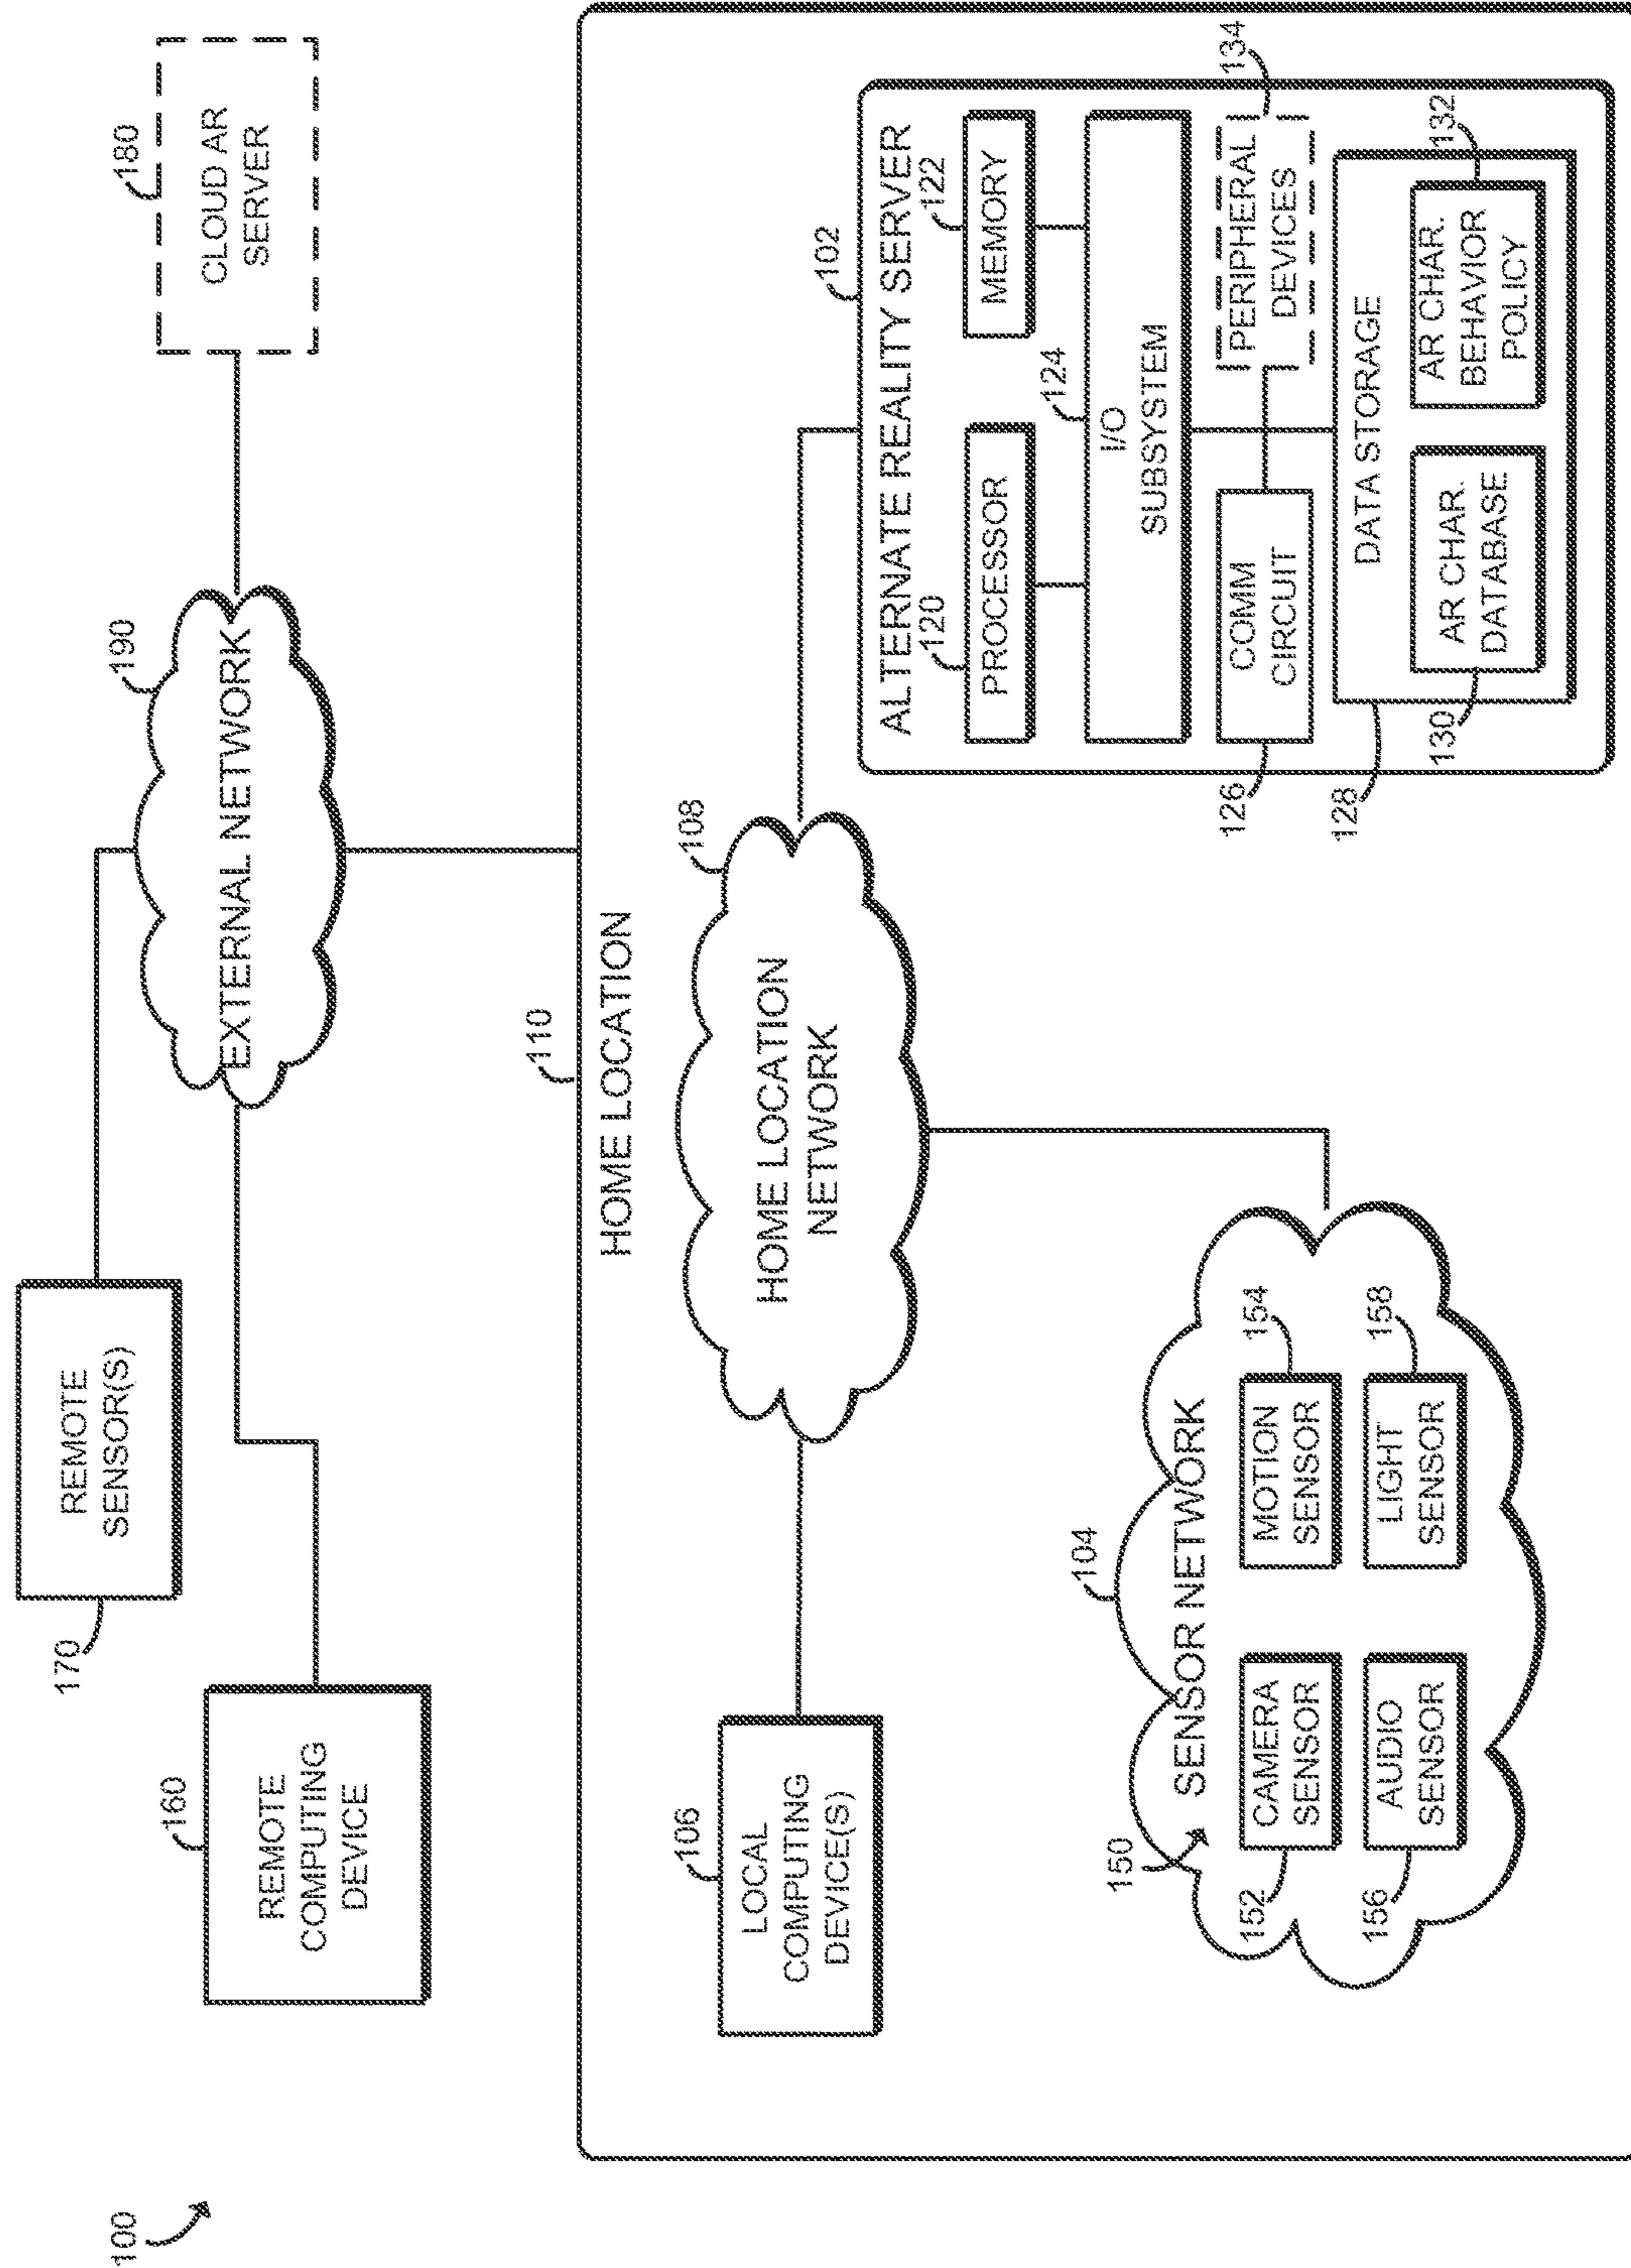 100
170
REMOTE
SENSOR(S)
160
REMOTE
COMPUTING
DEVICE
190
EXTERNAL NETWORK
180
CLOUD AR
SERVER
110
HOME LOCATION
106
LOCAL
COMPUTING
DEVICE(S)
108
HOME LOCATION
NETWORK
104
150
SENSOR NETWORK
152
CAMERA
SENSOR
154
MOTION
SENSOR
156
AUDIO
SENSOR
158
LIGHT
SENSOR
102
ALTERNATE REALITY SERVER
120
PROCESSOR
122
MEMORY
124
I/O
SUBSYSTEM
126
COMM
CIRCUIT
134
PERIPHERAL
DEVICES
128
DATA STORAGE
130
AR CHAR.
DATABASE
132
AR CHAR.
BEHAVIOR
POLICY